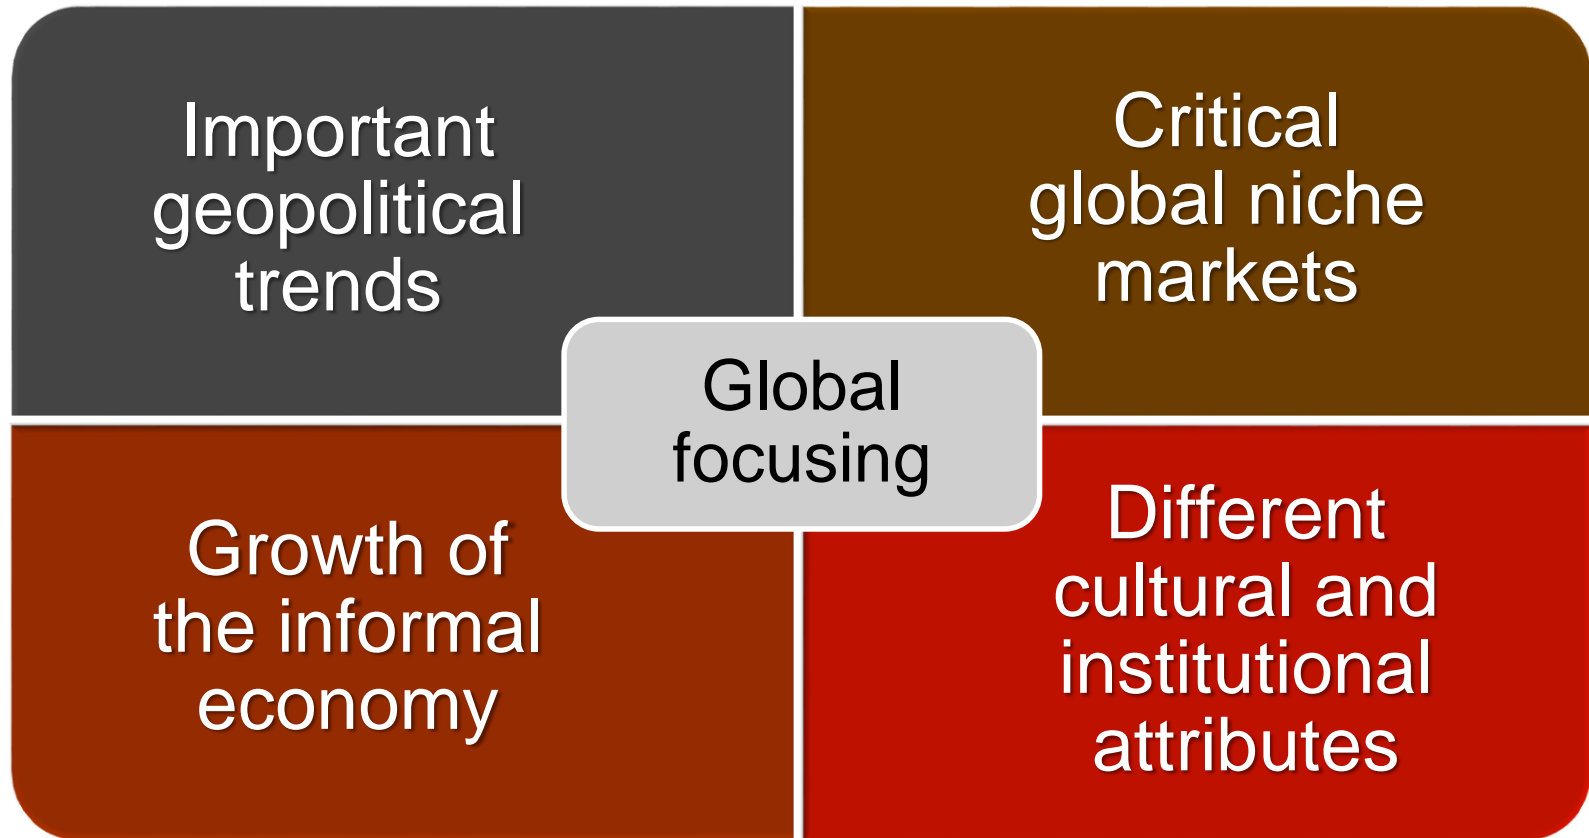 Important
geopolitical
trends
Critical
global niche
markets
Global
focusing
Growth of
the informal
economy
Different
cultural and
institutional
attributes